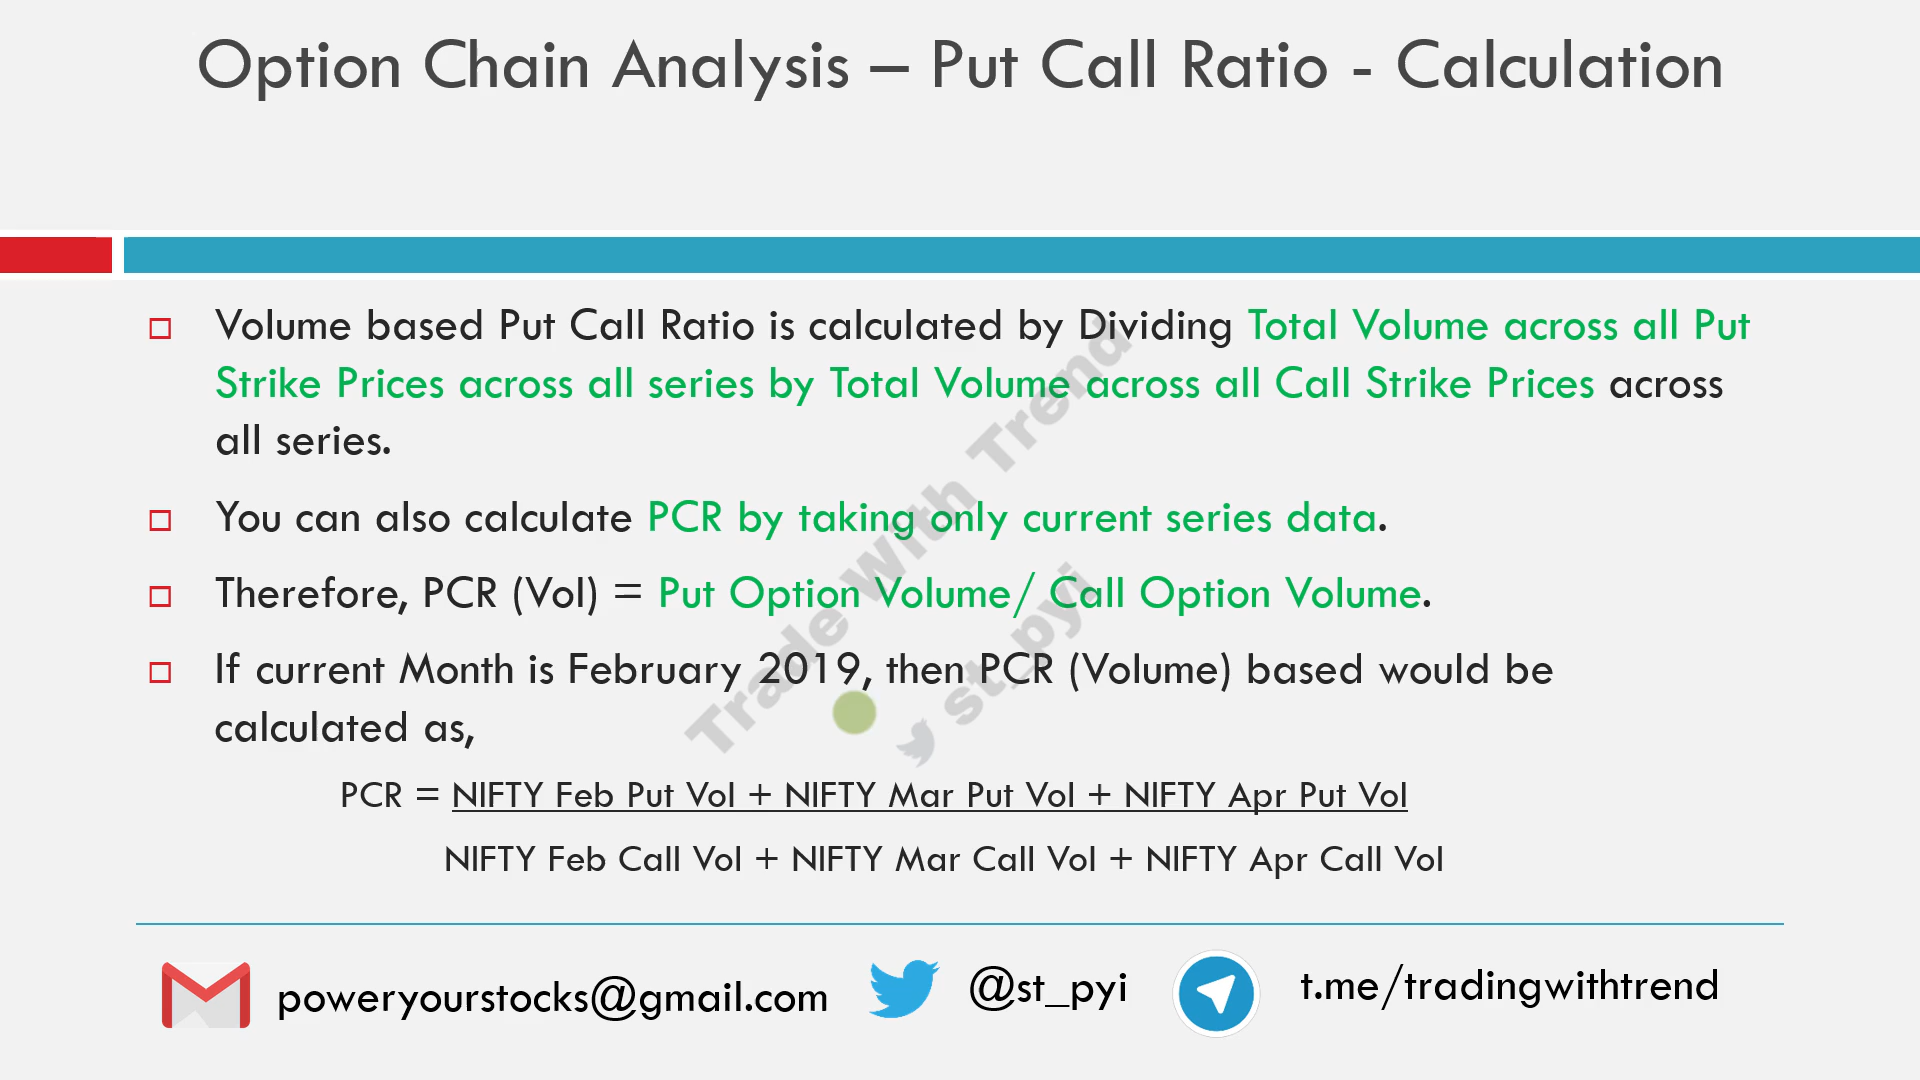 Option Chain Analysis – Put Call Ratio - Calculation
Volume based Put Call Ratio is calculated by Dividing Total Volume across all Put
Strike Prices across all series by Total Volume across all Call Strike Prices across
all series.
You can also calculate PCR by taking only current series data.
Therefore, PCR (Vol) = Put Option Volume/ Call Option Volume.
If current Month is February 2019, then PCR (Volume) based would be
calculated as,
PCR = NIFTY Feb Put Vol + NIFTY Mar Put Vol + NIFTY Apr Put Vol
NIFTY Feb Call Vol + NIFTY Mar Call Vol + NIFTY Apr Call Vol
Trade With Trend
st_pyi
poweryourstocks@gmail.com
@st_pyi
t.me/tradingwithtrend